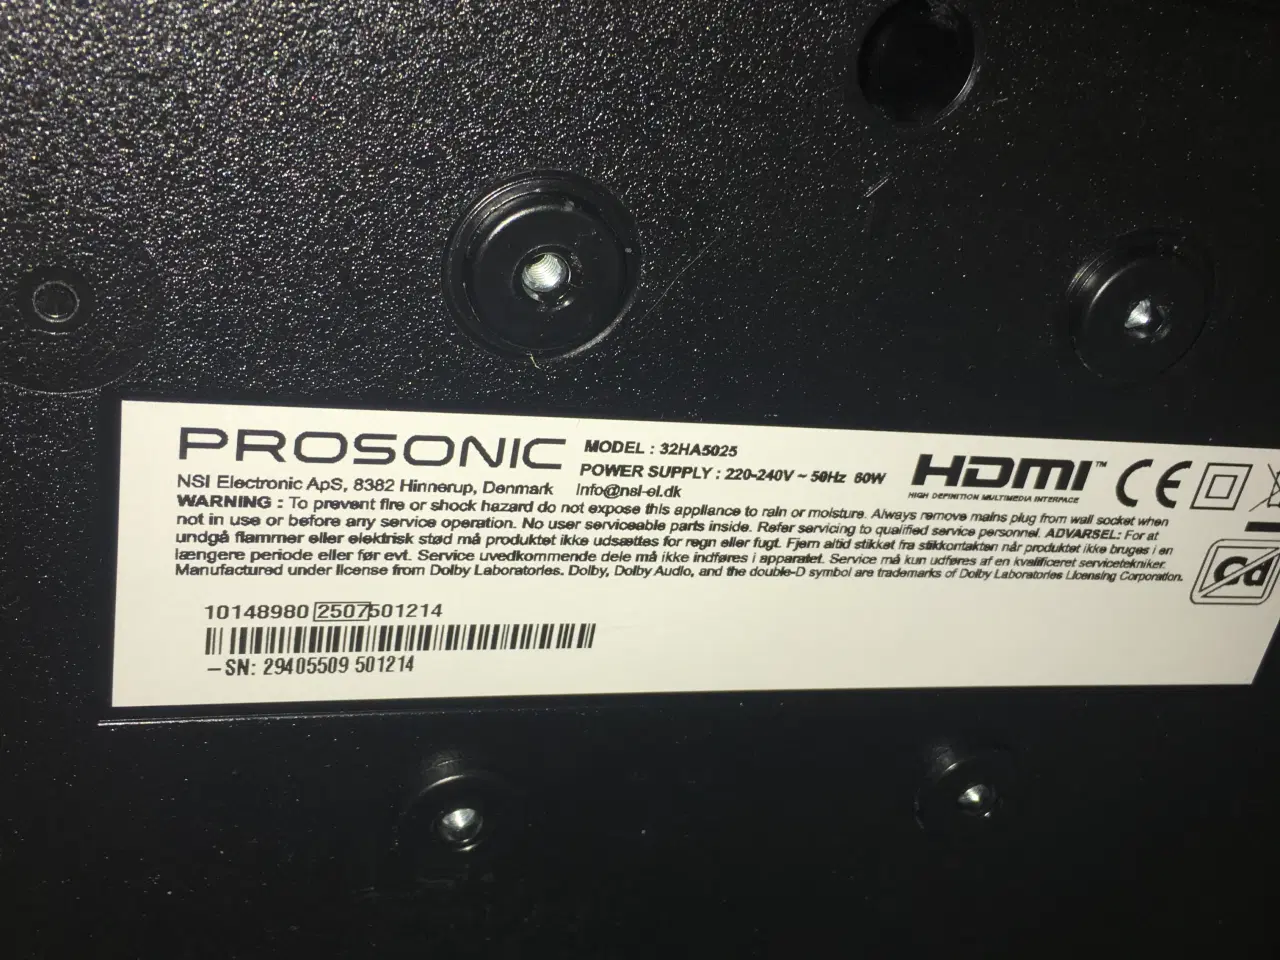 PROSONIC
MODEL : 32HA5025
POWER SUPPLY : 220-240V ~ 50Hz 60W
NSI Electronic ApS, 8382 Hinnerup, Denmark info@nsi-el.dk
HDMI™
HIGH DEFINITION MULTIMEDIA INTERFACE
CE
WARNING : To prevent fire or shock hazard do not expose this appliance to rain or moisture. Always remove mains plug from wall socket when
not in use or before any service operation. No user serviceable parts inside. Refer servicing to qualified service personnel. ADVARSEL: For at
undgå flammer eller elektrisk stød må produktet ikke udsættes for regn eller fugt. Fjern altid stikket fra stikkontakten når produktet ikke bruges i en
længere periode eller før evt. Service uvedkommende dele må ikke indføres i apparatet. Service må kun udføres af en kvalificeret servicetekniker.
Manufactured under license from Dolby Laboratories. Dolby, Dolby Audio, and the double-D symbol are trademarks of Dolby Laboratories Licensing Corporation.
Cd
10148980 2507501214
–SN: 29405509 501214